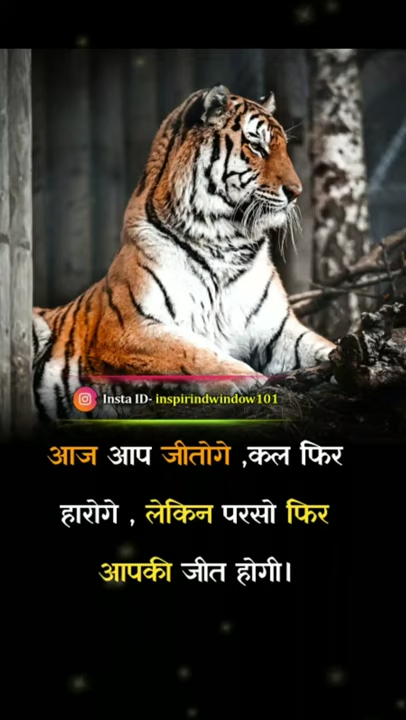 Insta ID- inspirindwindow101
आज आप जीतोगे ,कल फिर
हारोगे , लेकिन परसो फिर
आपकी जीत होगी।